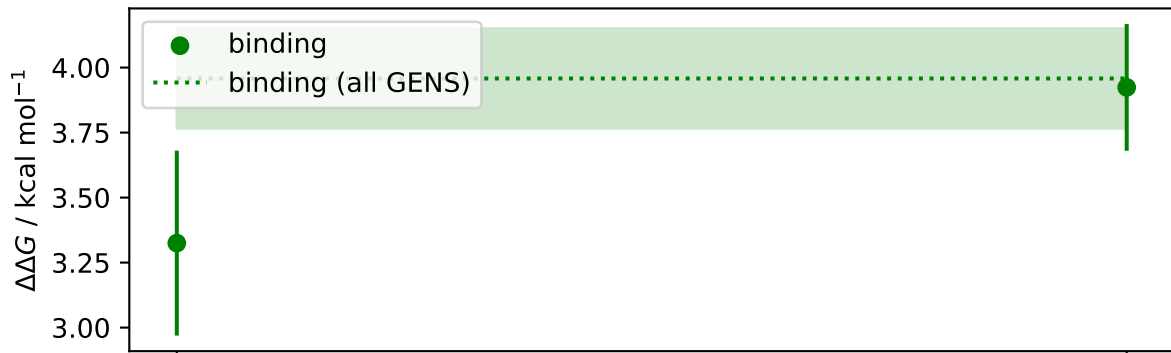 binding
binding (all GENS)
4.00
3.75
3.50
3.25
3.00
ΔΔG / kcal mol⁻¹